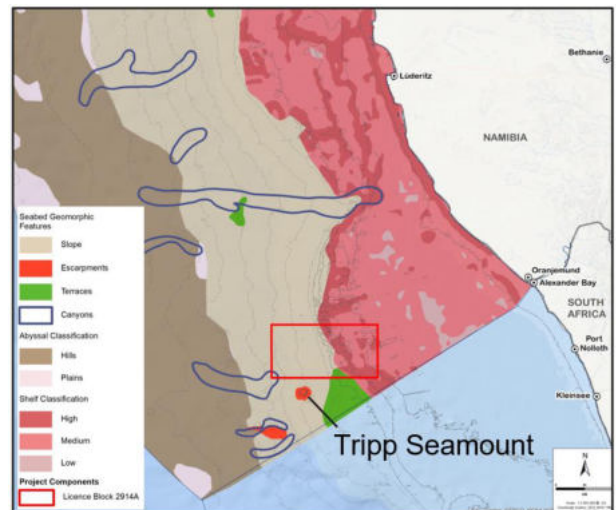 Lüderitz
Bethanie
NAMIBIA
Seabed Geomorphic
Features
Slope
Escarpments
Terraces
Canyons
Abyssal Classification
Hills
Plains
Shelf Classification
High
Medium
Low
Project Components
Licence Block 2914A
Oranjemund
Alexander Bay
SOUTH
AFRICA
Port
Nolloth
Kleinsee
Tripp Seamount
N